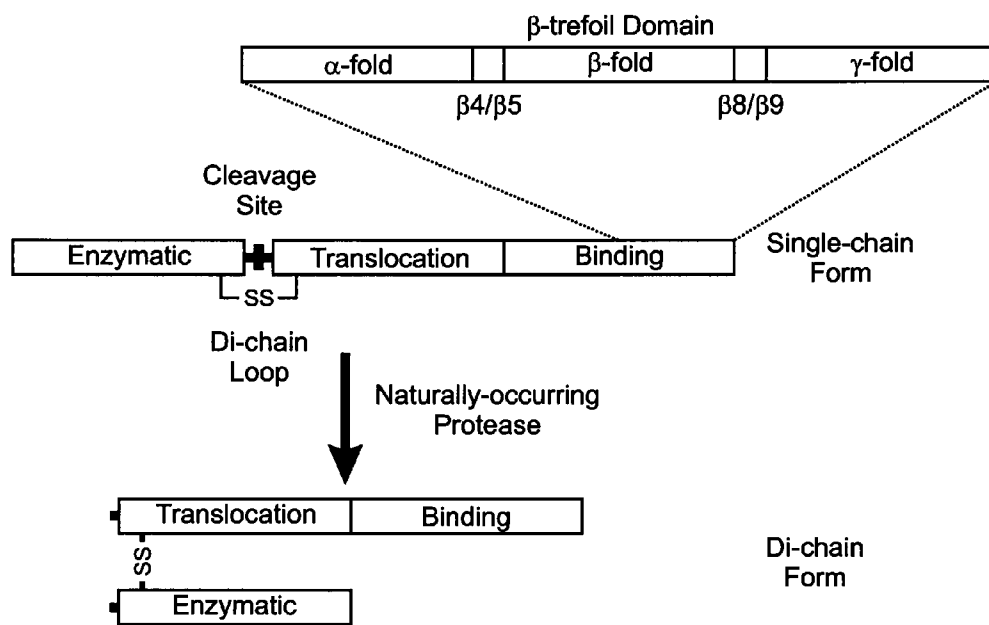 β-trefoil Domain
α-fold β-fold γ-fold
β4/β5 β8/β9
Cleavage
Site
Enzymatic Translocation Binding
Single-chain
Form
SS
Di-chain
Loop
Naturally-occurring
Protease
Translocation Binding
SS
Enzymatic
Di-chain
Form